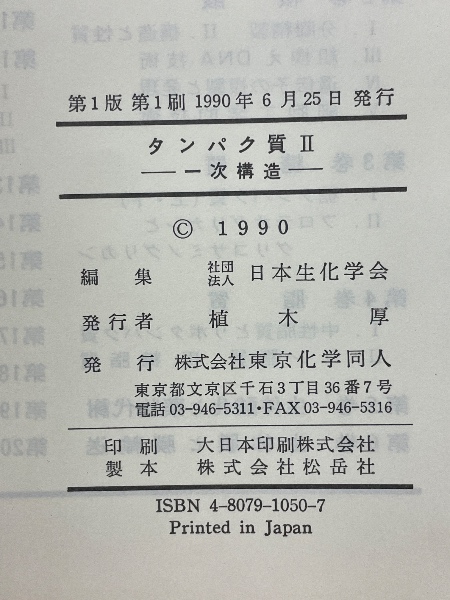 第1版 第1刷 1990年6月25日 発行
タンパク質II
一次構造
© 1990
編集 社団法人 日本生化学会
発行者 植木厚
発行 株式会社東京化学同人
東京都文京区千石3丁目36番7号
電話 03-946-5311・FAX 03-946-5316
印刷 大日本印刷株式会社
製本 株式会社松岳社
ISBN 4-8079-1050-7
Printed in Japan